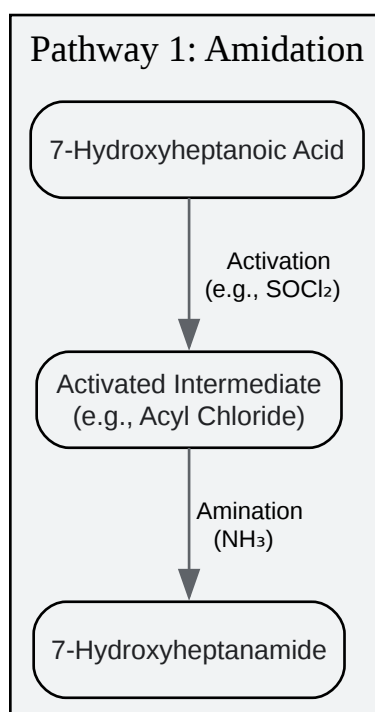 Pathway 1: Amidation
7-Hydroxyheptanoic Acid
Activation
(e.g., SOCl₂)
Activated Intermediate
(e.g., Acyl Chloride)
Amination
(NH₃)
7-Hydroxyheptanamide